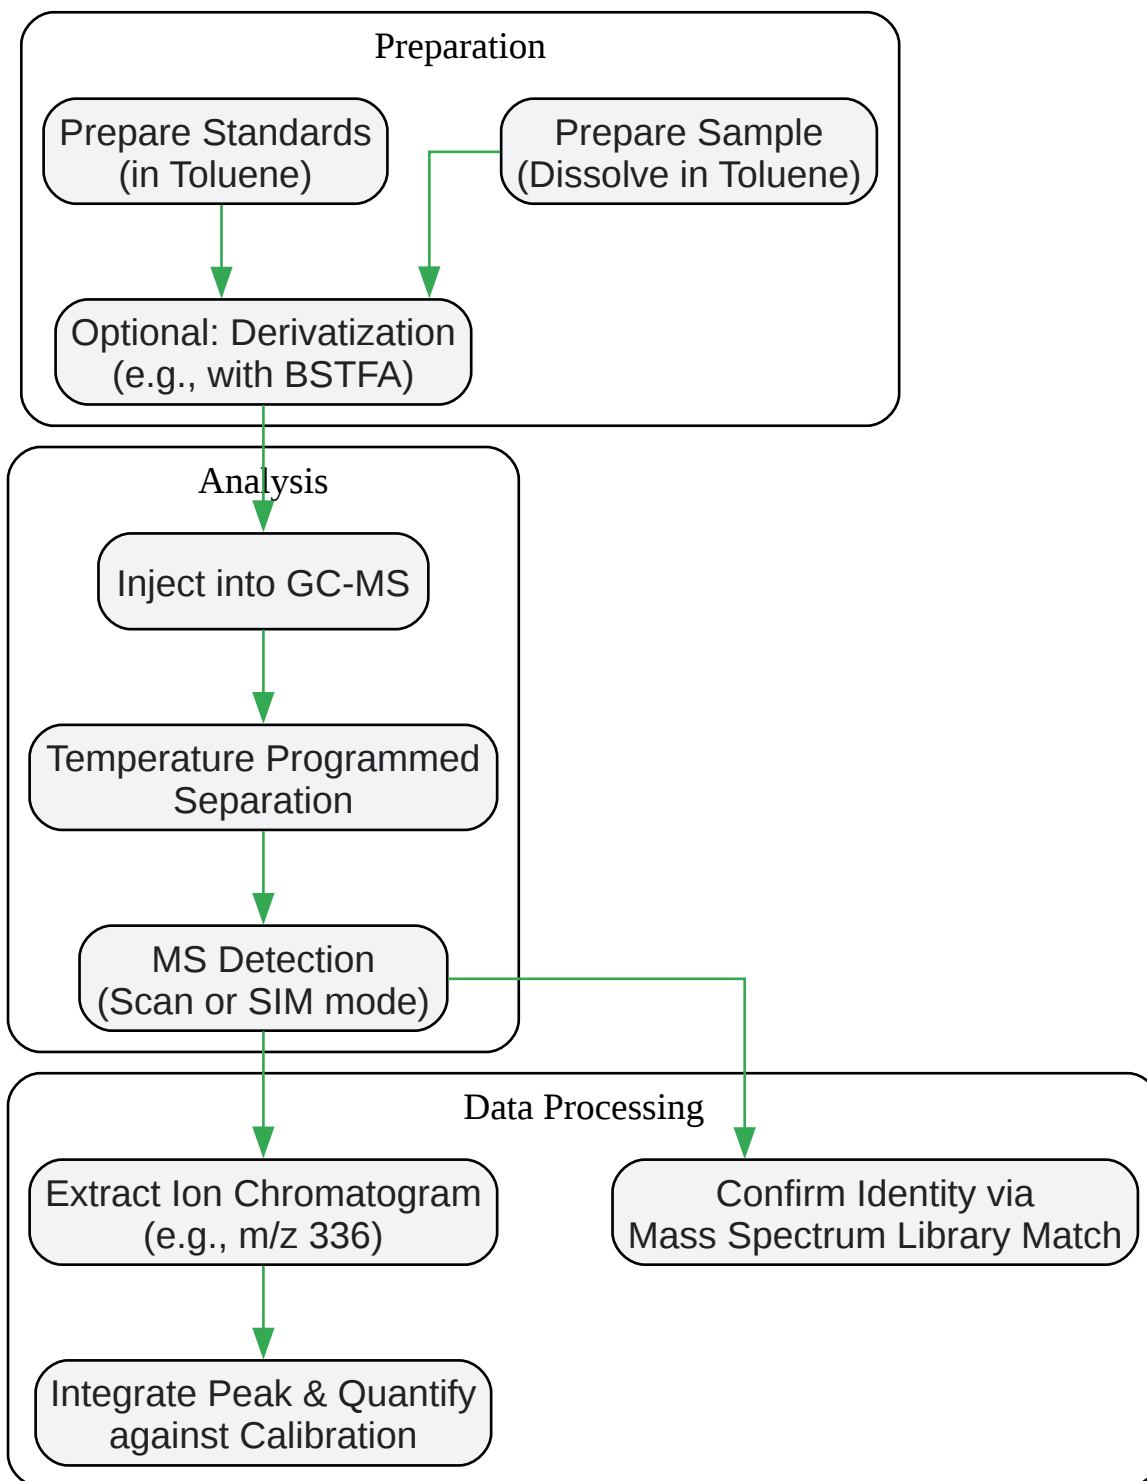 Preparation
Prepare Standards
(in Toluene)
Prepare Sample
(Dissolve in Toluene)
Optional: Derivatization
(e.g., with BSTFA)
Analysis
Inject into GC-MS
Temperature Programmed
Separation
MS Detection
(Scan or SIM mode)
Data Processing
Extract Ion Chromatogram
(e.g., m/z 336)
Confirm Identity via
Mass Spectrum Library Match
Integrate Peak & Quantify
against Calibration